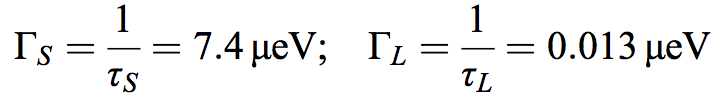 Γ_S = 1/τ_S = 7.4 μeV; Γ_L = 1/τ_L = 0.013 μeV